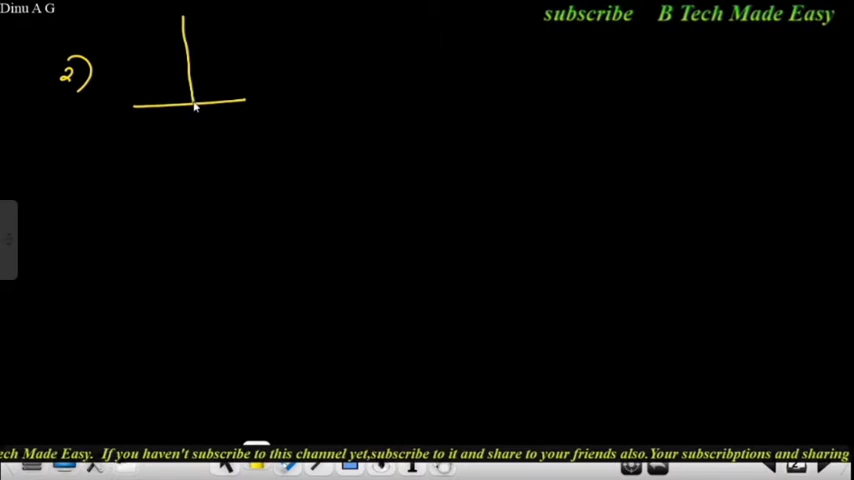 Dinu A G
subscribe B Tech Made Easy
2)
ech Made Easy. If you haven't subscribe to this channel yet,subscribe to it and share to your friends also.Your subscribptions and sharing
2